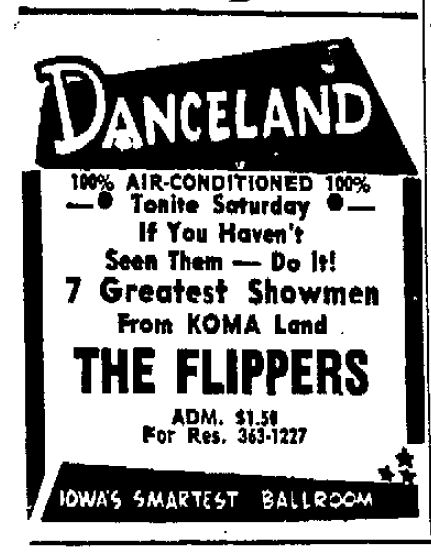 DANCELAND
100% AIR-CONDITIONED 100%
Tonite Saturday
If You Haven't
Seen Them — Do It!
7 Greatest Showmen
From KOMA Land
THE FLIPPERS
ADM. $1.50
For Res. 363-1227
IOWA'S SMARTEST BALLROOM